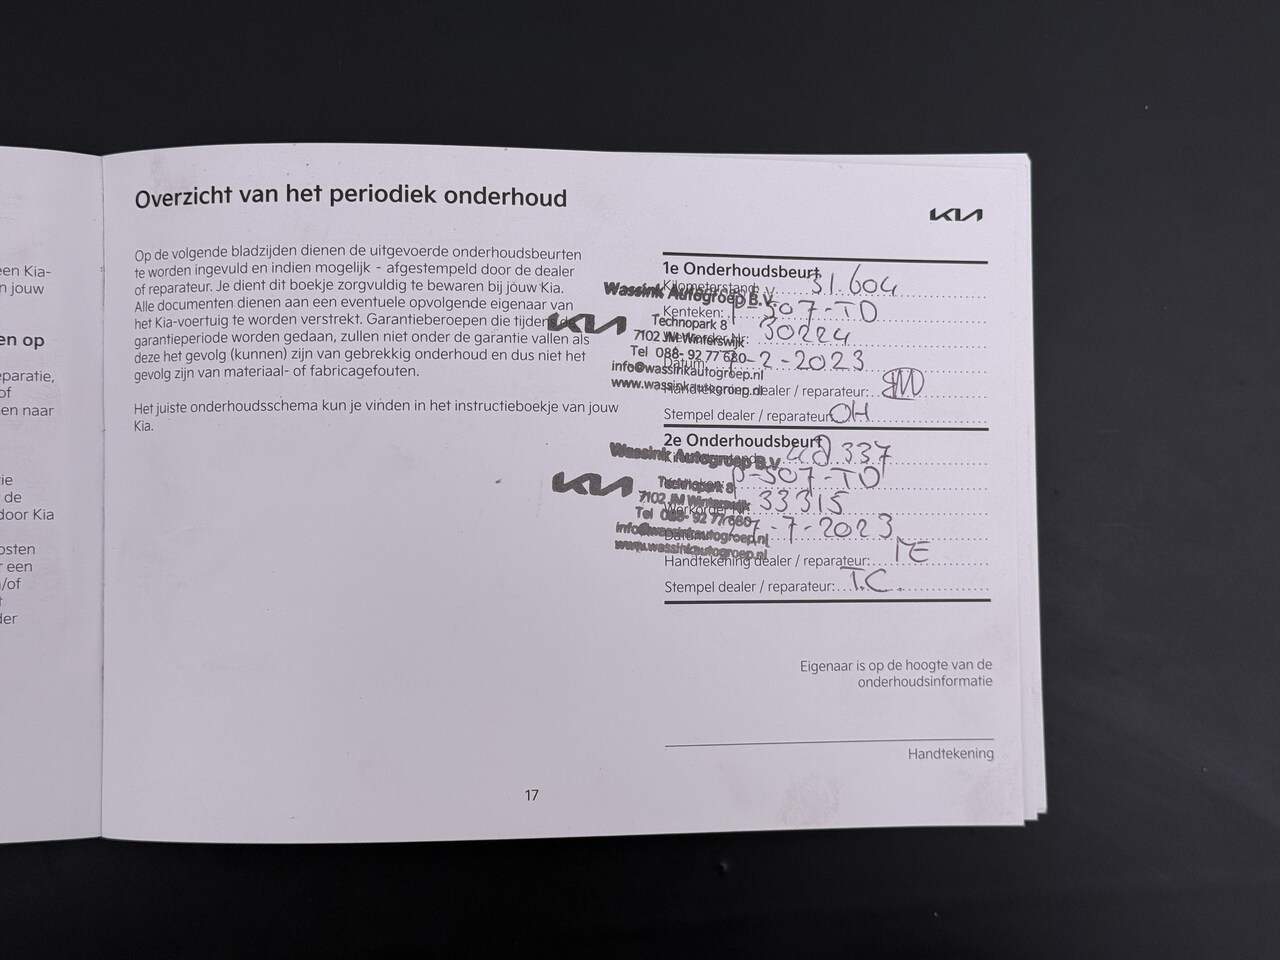 een Kia-
n jouw
en op
eparatie,
of
en naar
rie
de
door Kia
osten
r een
n/of
t
der
Overzicht van het periodiek onderhoud
KIA
Op de volgende bladzijden dienen de uitgevoerde onderhoudsbeurten
te worden ingevuld en indien mogelijk - afgestempeld door de dealer
of reparateur. Je dient dit boekje zorgvuldig te bewaren bij jouw Kia.
Alle documenten dienen aan een eventuele opvolgende eigenaar van
het Kia-voertuig te worden verstrekt. Garantieberoepen die tijdens de
garantieperiode worden gedaan, zullen niet onder de garantie vallen als
deze het gevolg (kunnen) zijn van gebrekkig onderhoud en dus niet het
gevolg zijn van materiaal- of fabricagefouten.
Het juiste onderhoudsschema kun je vinden in het instructieboekje van jouw
Kia.
1e Onderhoudsbeurt
Kilometerstand: 31.604
Kenteken: P-507-TD
Werkorder Nr: 30224
Datum: -2-2023
Handtekening dealer / reparateur:
Stempel dealer / reparateur: OH
KIA
Wassink Autogroep B.V.
Technopark 8
7102 JM Winterswijk
Tel 088- 92 77 680
info@wassinkautogroep.nl
www.wassinkautogroep.nl
2e Onderhoudsbeurt
337
P-507-TD
Werkorder Nr: 33315
Datum: -7-2023
Handtekening dealer / reparateur:
Stempel dealer / reparateur: T.C.
KIA
Wassink Autogroep B.V.
Technopark 8
7102 JM Winterswijk
Tel 088- 92 77 680
info@wassinkautogroep.nl
www.wassinkautogroep.nl
Eigenaar is op de hoogte van de
onderhoudsinformatie
Handtekening
17